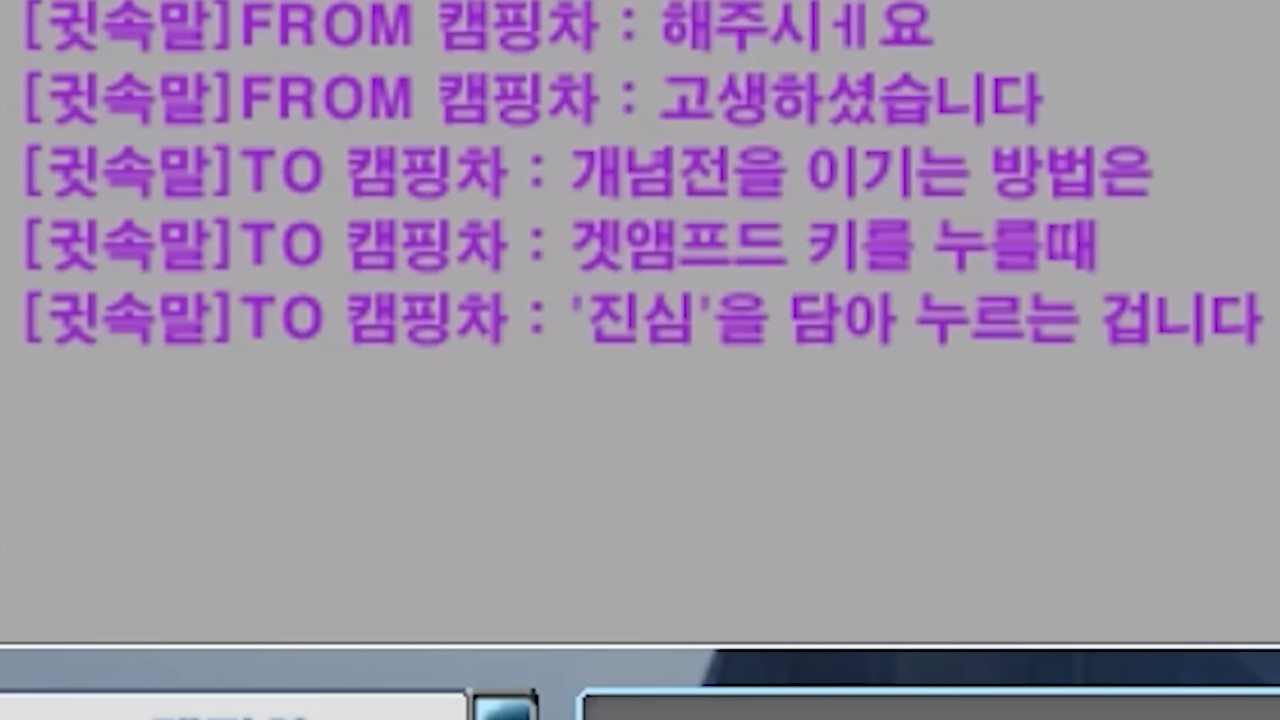 [귓속말]FROM 캠핑차 : 해주시ㅔ요
[귓속말]FROM 캠핑차 : 고생하셨습니다
[귓속말]TO 캠핑차 : 개념전을 이기는 방법은
[귓속말]TO 캠핑차 : 겟앰프드 키를 누를때
[귓속말]TO 캠핑차 : '진심'을 담아 누르는 겁니다